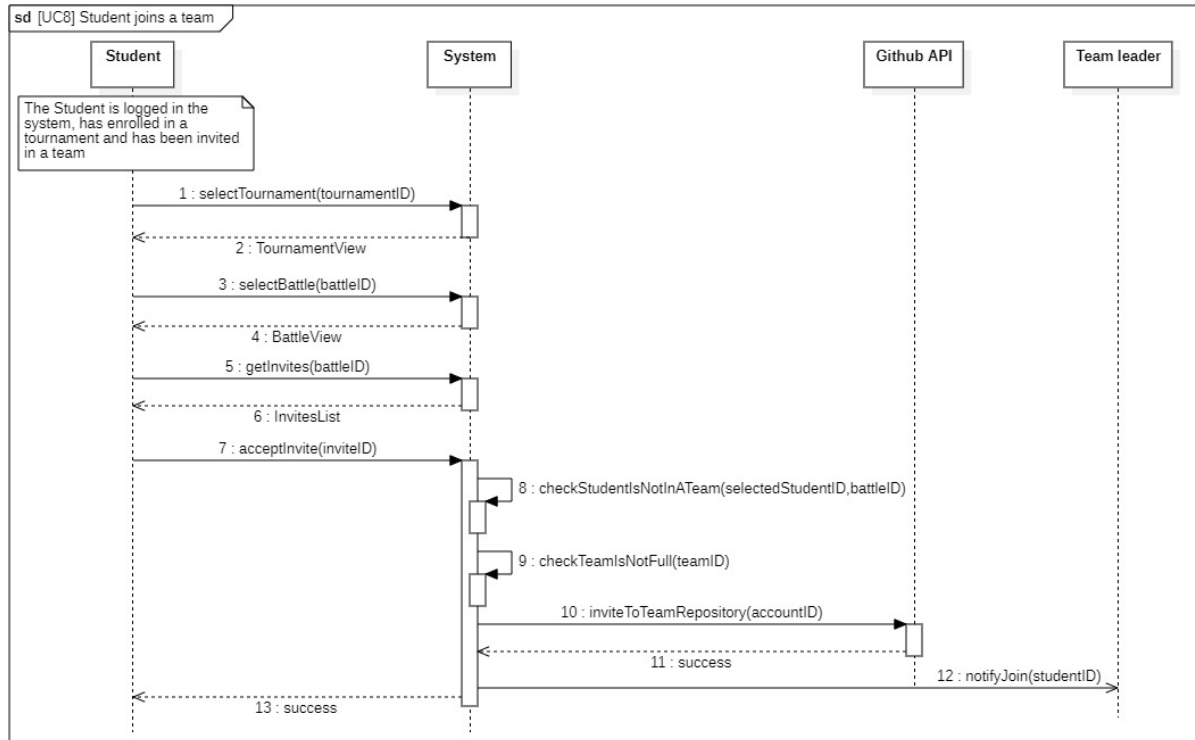 sd [UC8] Student joins a team
Student
System
Github API
Team leader
The Student is logged in the
system, has enrolled in a
tournament and has been invited
in a team
1 : selectTournament(tournamentID)
2 : TournamentView
3 : selectBattle(battleID)
4 : BattleView
5 : getInvites(battleID)
6 : InvitesList
7 : acceptInvite(inviteID)
8 : checkStudentIsNotInATeam(selectedStudentID,battleID)
9 : checkTeamIsNotFull(teamID)
10 : inviteToTeamRepository(accountID)
11 : success
12 : notifyJoin(studentID)
13 : success